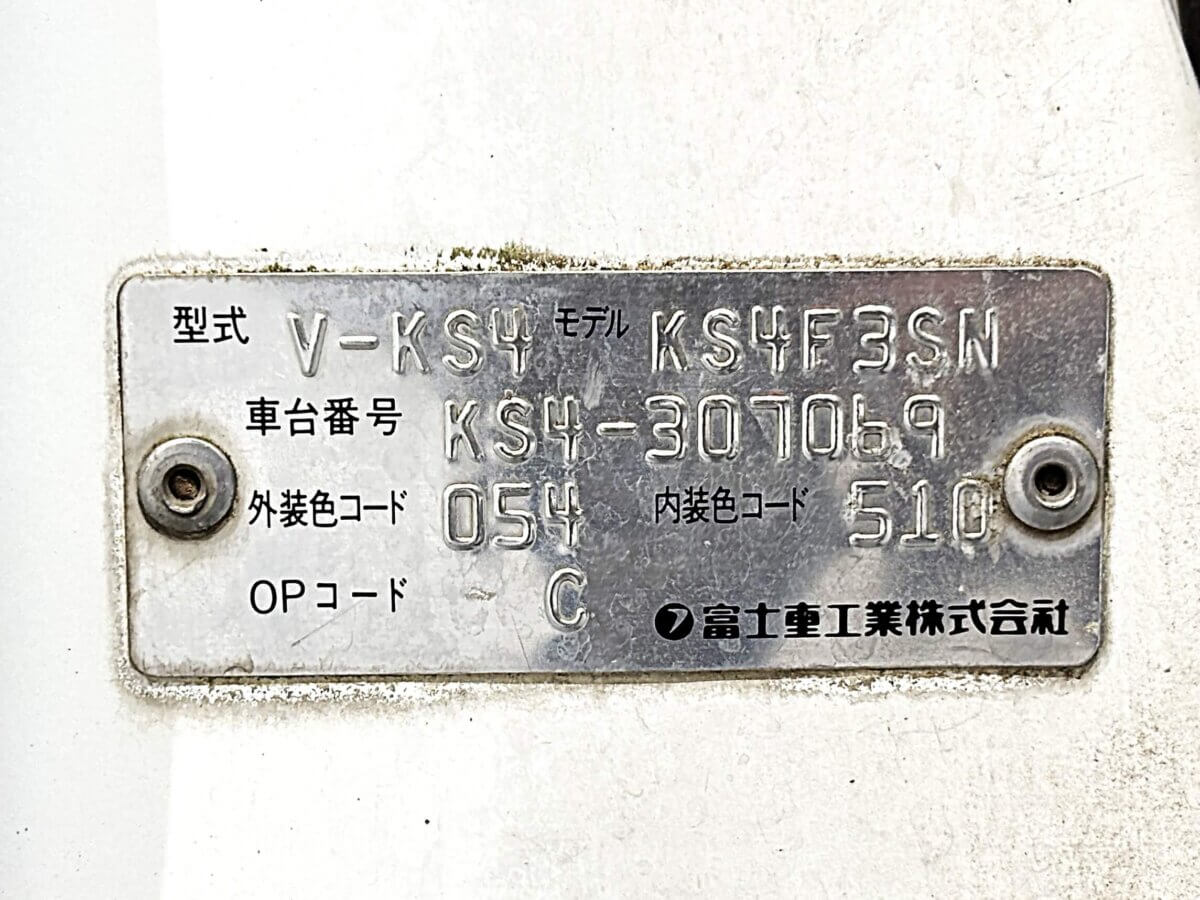 型式 V-KS4 モデル KS4F3SN
車台番号 KS4-307069
外装色コード 054 内装色コード 510
OPコード C
富士重工業株式会社